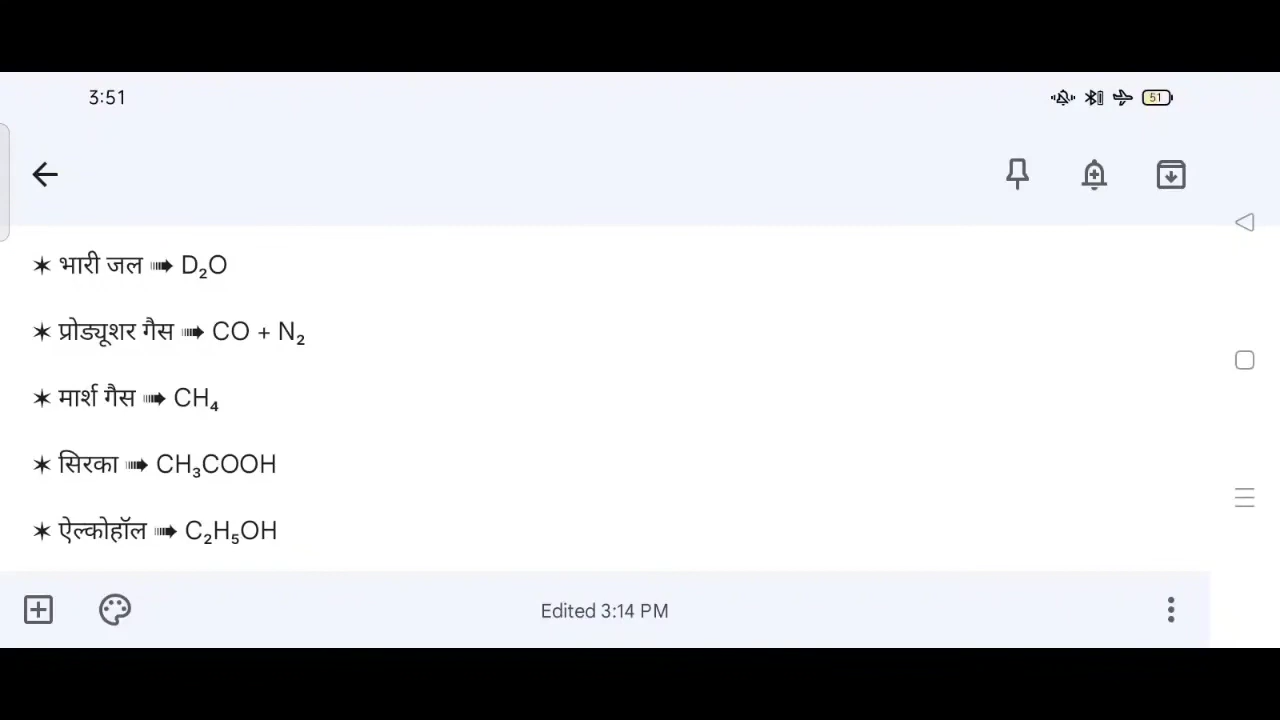 3:51
51
✶ भारी जल ➠ D₂O
✶ प्रोड्यूशर गैस ➠ CO + N₂
✶ मार्श गैस ➠ CH₄
✶ सिरका ➠ CH₃COOH
✶ ऐल्कोहॉल ➠ C₂H₅OH
Edited 3:14 PM